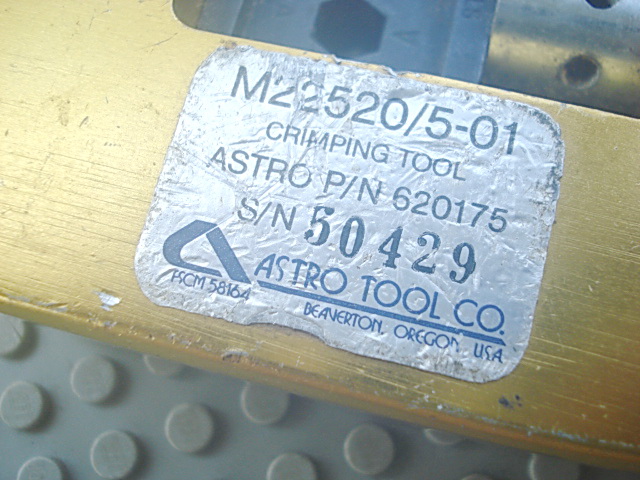 M22520/5-01
CRIMPING TOOL
ASTRO P/N 620175
S/N 50429
ASTRO TOOL CO.
FSCM 58164
BEAVERTON, OREGON, USA